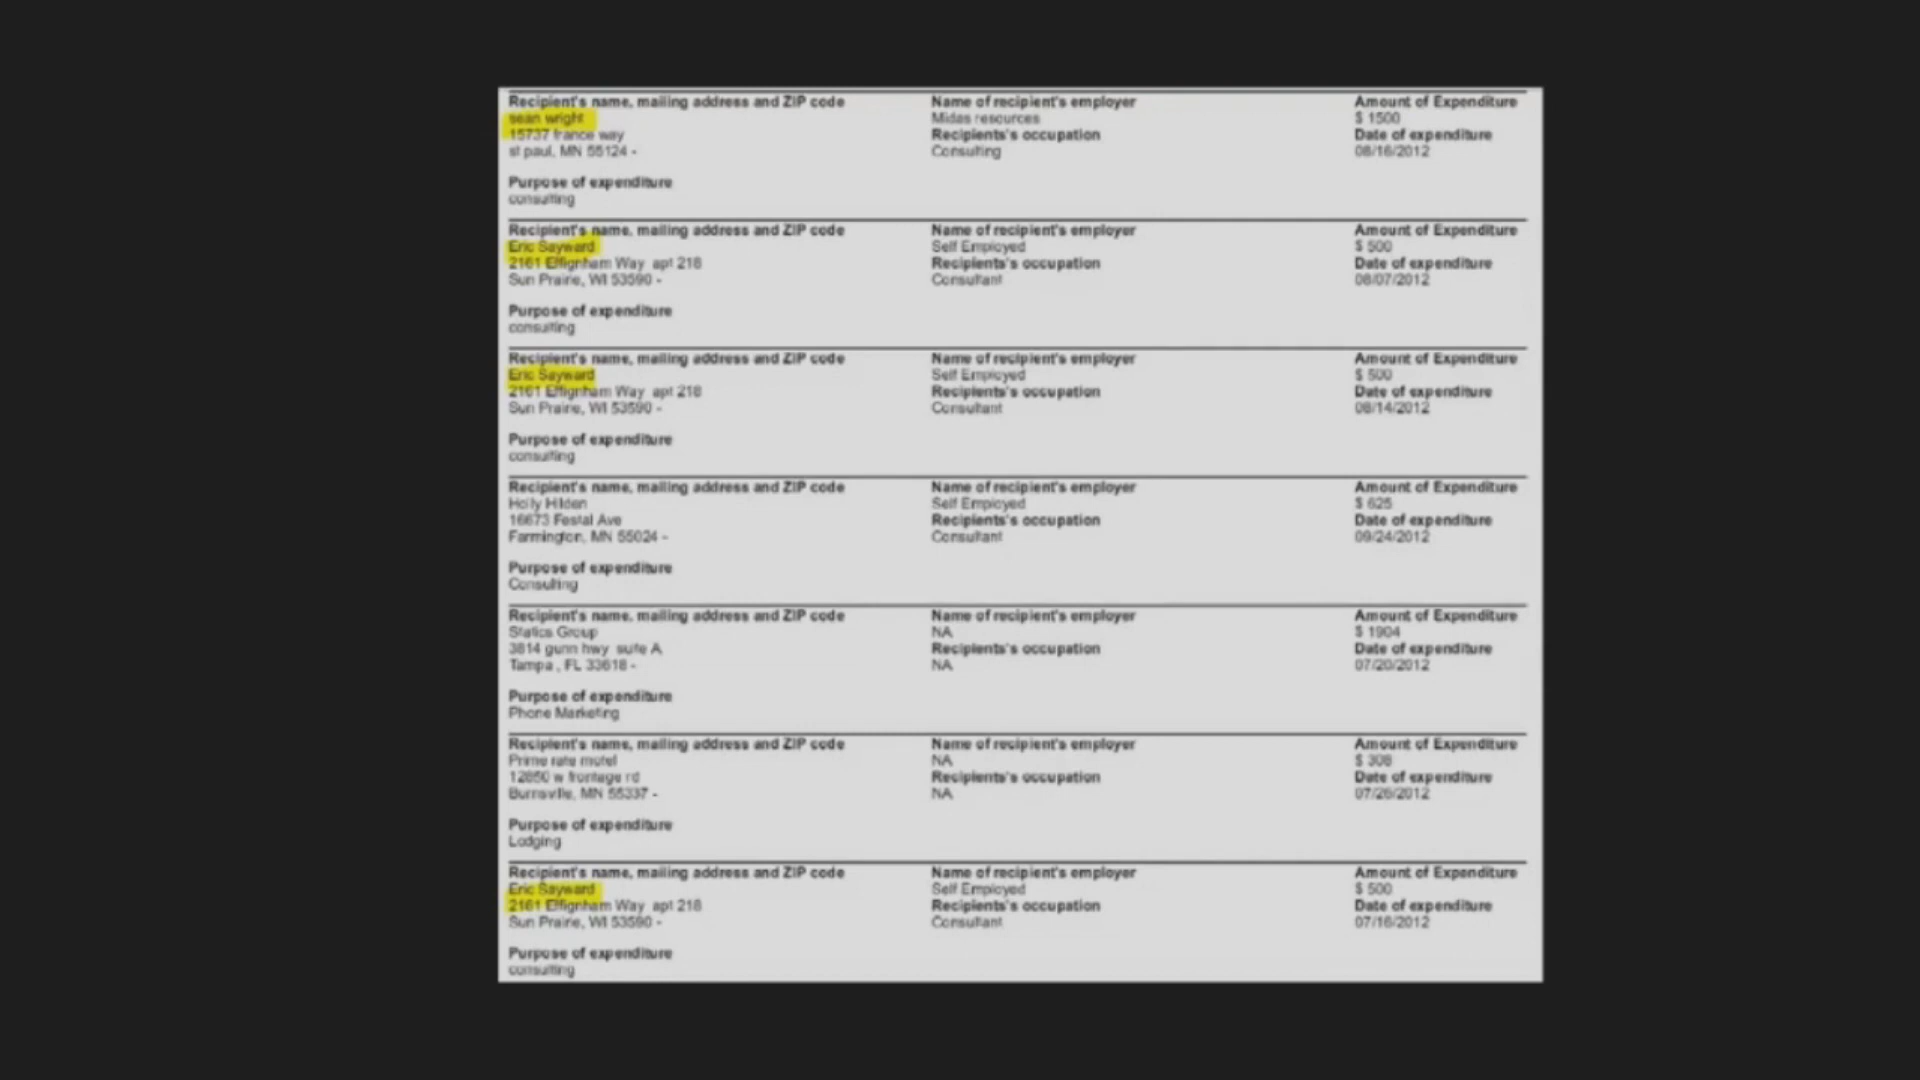 Recipient's name, mailing address and ZIP code Name of recipient's employer Amount of Expenditure
sean wright Midas resources $ 1500
15737 france way Recipients's occupation Date of expenditure
st paul, MN 55124 - Consulting 08/16/2012
Purpose of expenditure
consulting
Recipient's name, mailing address and ZIP code Name of recipient's employer Amount of Expenditure
Eric Sayward Self Employed $ 500
2161 Effignham Way apt 218 Recipients's occupation Date of expenditure
Sun Prairie, WI 53590 - Consultant 08/07/2012
Purpose of expenditure
consulting
Recipient's name, mailing address and ZIP code Name of recipient's employer Amount of Expenditure
Eric Sayward Self Employed $ 500
2161 Effignham Way apt 218 Recipients's occupation Date of expenditure
Sun Prairie, WI 53590 - Consultant 08/14/2012
Purpose of expenditure
consulting
Recipient's name, mailing address and ZIP code Name of recipient's employer Amount of Expenditure
Holly Hilden Self Employed $ 625
16673 Festal Ave Recipients's occupation Date of expenditure
Farmington, MN 55024 - Consultant 09/24/2012
Purpose of expenditure
Consulting
Recipient's name, mailing address and ZIP code Name of recipient's employer Amount of Expenditure
Statics Group NA $ 1904
3814 gunn hwy suite A Recipients's occupation Date of expenditure
Tampa , FL 33618 - NA 07/20/2012
Purpose of expenditure
Phone Marketing
Recipient's name, mailing address and ZIP code Name of recipient's employer Amount of Expenditure
Prime rate motel NA $ 308
12850 w frontage rd Recipients's occupation Date of expenditure
Burnsville, MN 55337 - NA 07/26/2012
Purpose of expenditure
Lodging
Recipient's name, mailing address and ZIP code Name of recipient's employer Amount of Expenditure
Eric Sayward Self Employed $ 500
2161 Effignham Way apt 218 Recipients's occupation Date of expenditure
Sun Prairie, WI 53590 - Consultant 07/16/2012
Purpose of expenditure
consulting